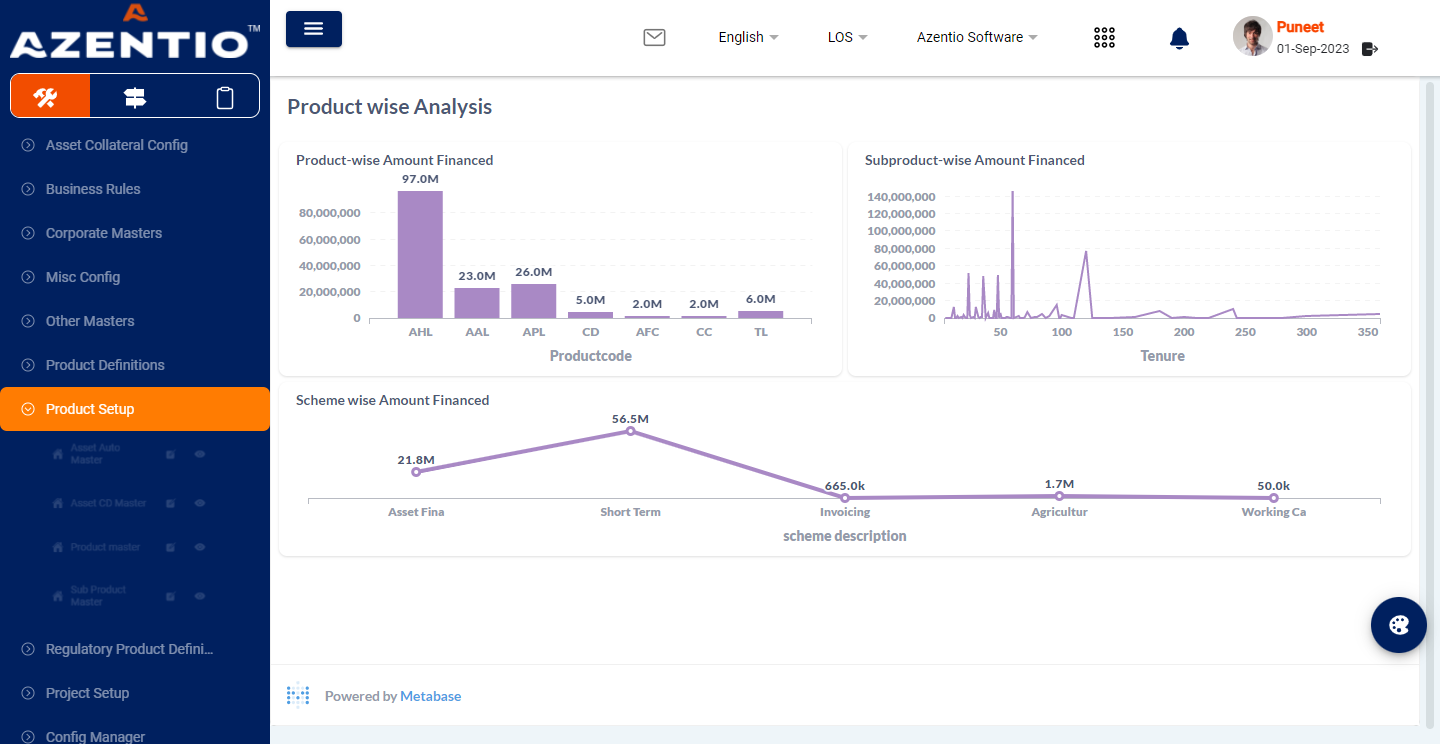 AZENTIO™
English
LOS
Azentio Software
Puneet
01-Sep-2023
Asset Collateral Config
Business Rules
Corporate Masters
Misc Config
Other Masters
Product Definitions
Product Setup
Asset Auto
Master
Asset CD Master
Product master
Sub Product
Master
Regulatory Product Defini...
Project Setup
Config Manager
Product wise Analysis
Product-wise Amount Financed
97.0M
80,000,000
60,000,000
40,000,000
20,000,000
0
23.0M
26.0M
5.0M
2.0M
2.0M
6.0M
AHL
AAL
APL
CD
AFC
CC
TL
Productcode
Subproduct-wise Amount Financed
140,000,000
120,000,000
100,000,000
80,000,000
60,000,000
40,000,000
20,000,000
0
50
100
150
200
250
300
350
Tenure
Scheme wise Amount Financed
21.8M
56.5M
665.0k
1.7M
50.0k
Asset Fina
Short Term
Invoicing
Agricultur
Working Ca
scheme description
Powered by Metabase